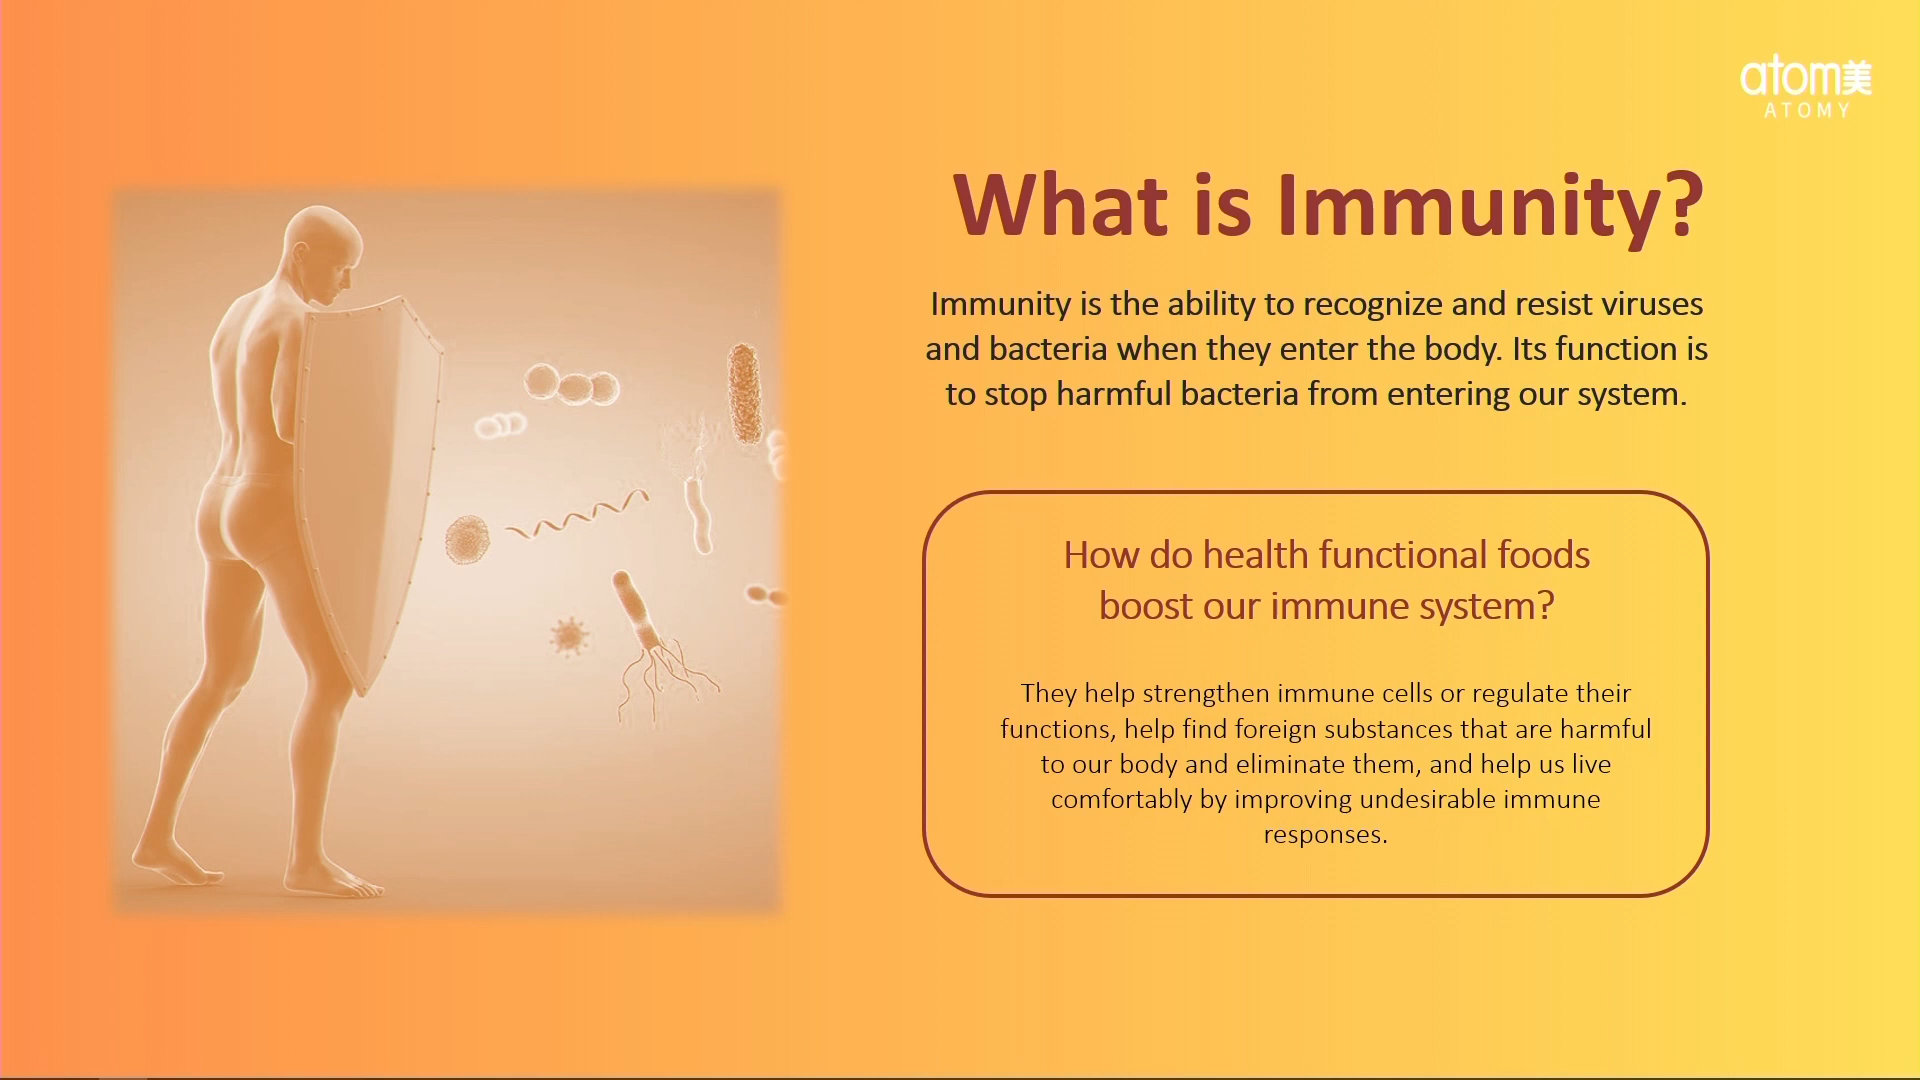 atom美
ATOMY
What is Immunity?
Immunity is the ability to recognize and resist viruses
and bacteria when they enter the body. Its function is
to stop harmful bacteria from entering our system.
How do health functional foods
boost our immune system?
They help strengthen immune cells or regulate their
functions, help find foreign substances that are harmful
to our body and eliminate them, and help us live
comfortably by improving undesirable immune
responses.